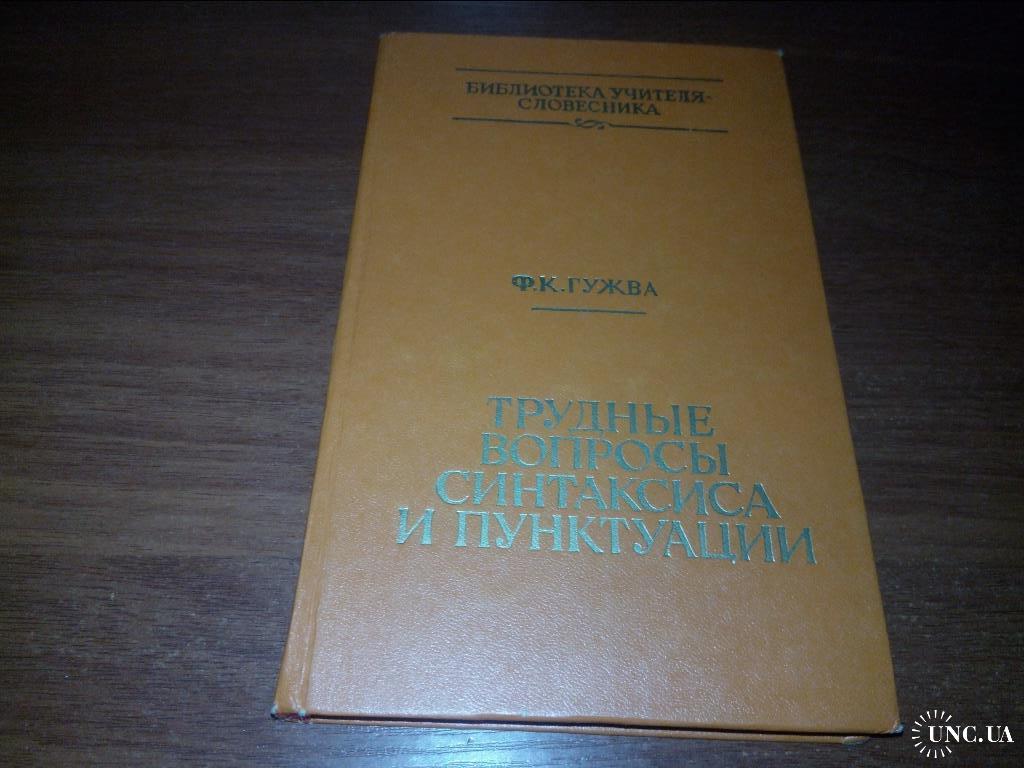 БИБЛИОТЕКА УЧИТЕЛЯ-
СЛОВЕСНИКА
Ф.К. ГУЖВА
ТРУДНЫЕ
ВОПРОСЫ
СИНТАКСИСА
И ПУНКТУАЦИИ
UNC.UA